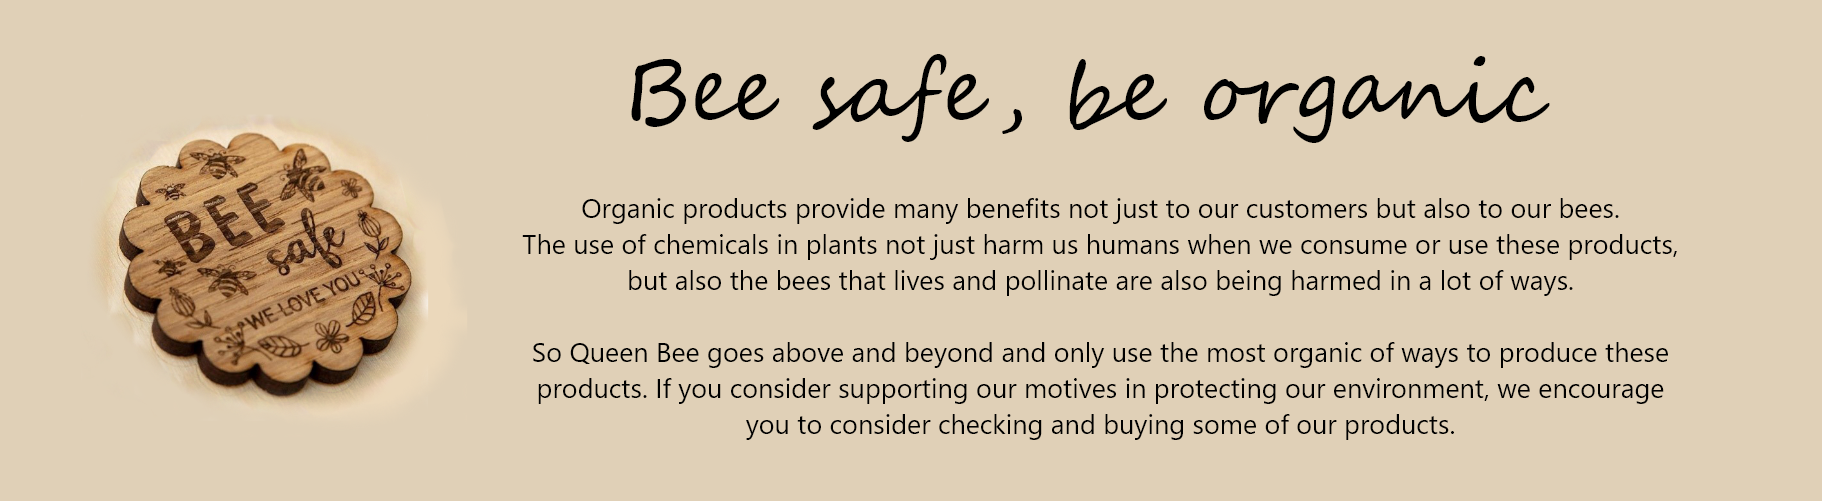 Bee safe, be organic
BEE
safe
WE LOVE YOU
Organic products provide many benefits not just to our customers but also to our bees.
The use of chemicals in plants not just harm us humans when we consume or use these products,
but also the bees that lives and pollinate are also being harmed in a lot of ways.
So Queen Bee goes above and beyond and only use the most organic of ways to produce these
products. If you consider supporting our motives in protecting our environment, we encourage
you to consider checking and buying some of our products.